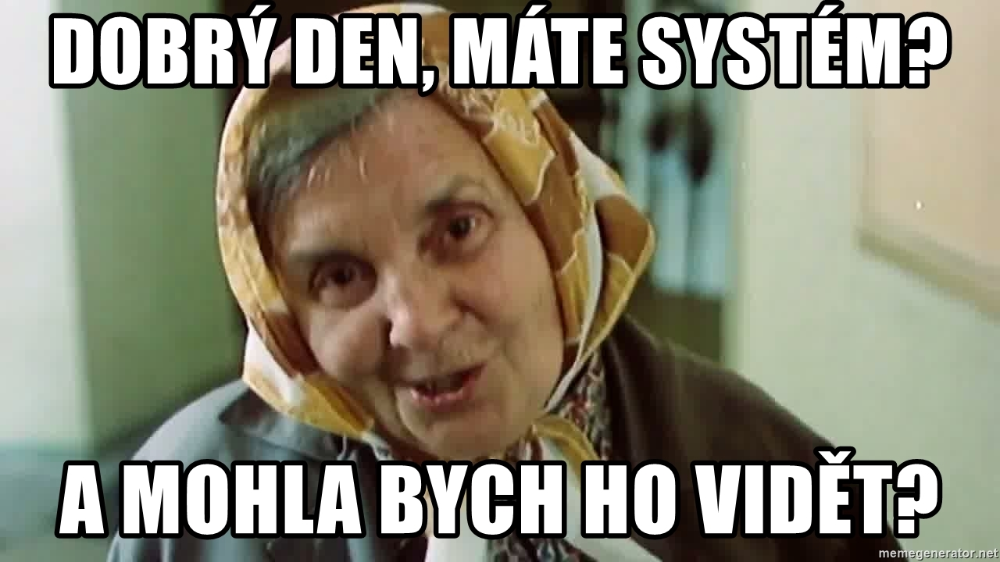 DOBRÝ DEN, MÁTE SYSTÉM?
A MOHLA BYCH HO VIDĚT?
memegenerator.net